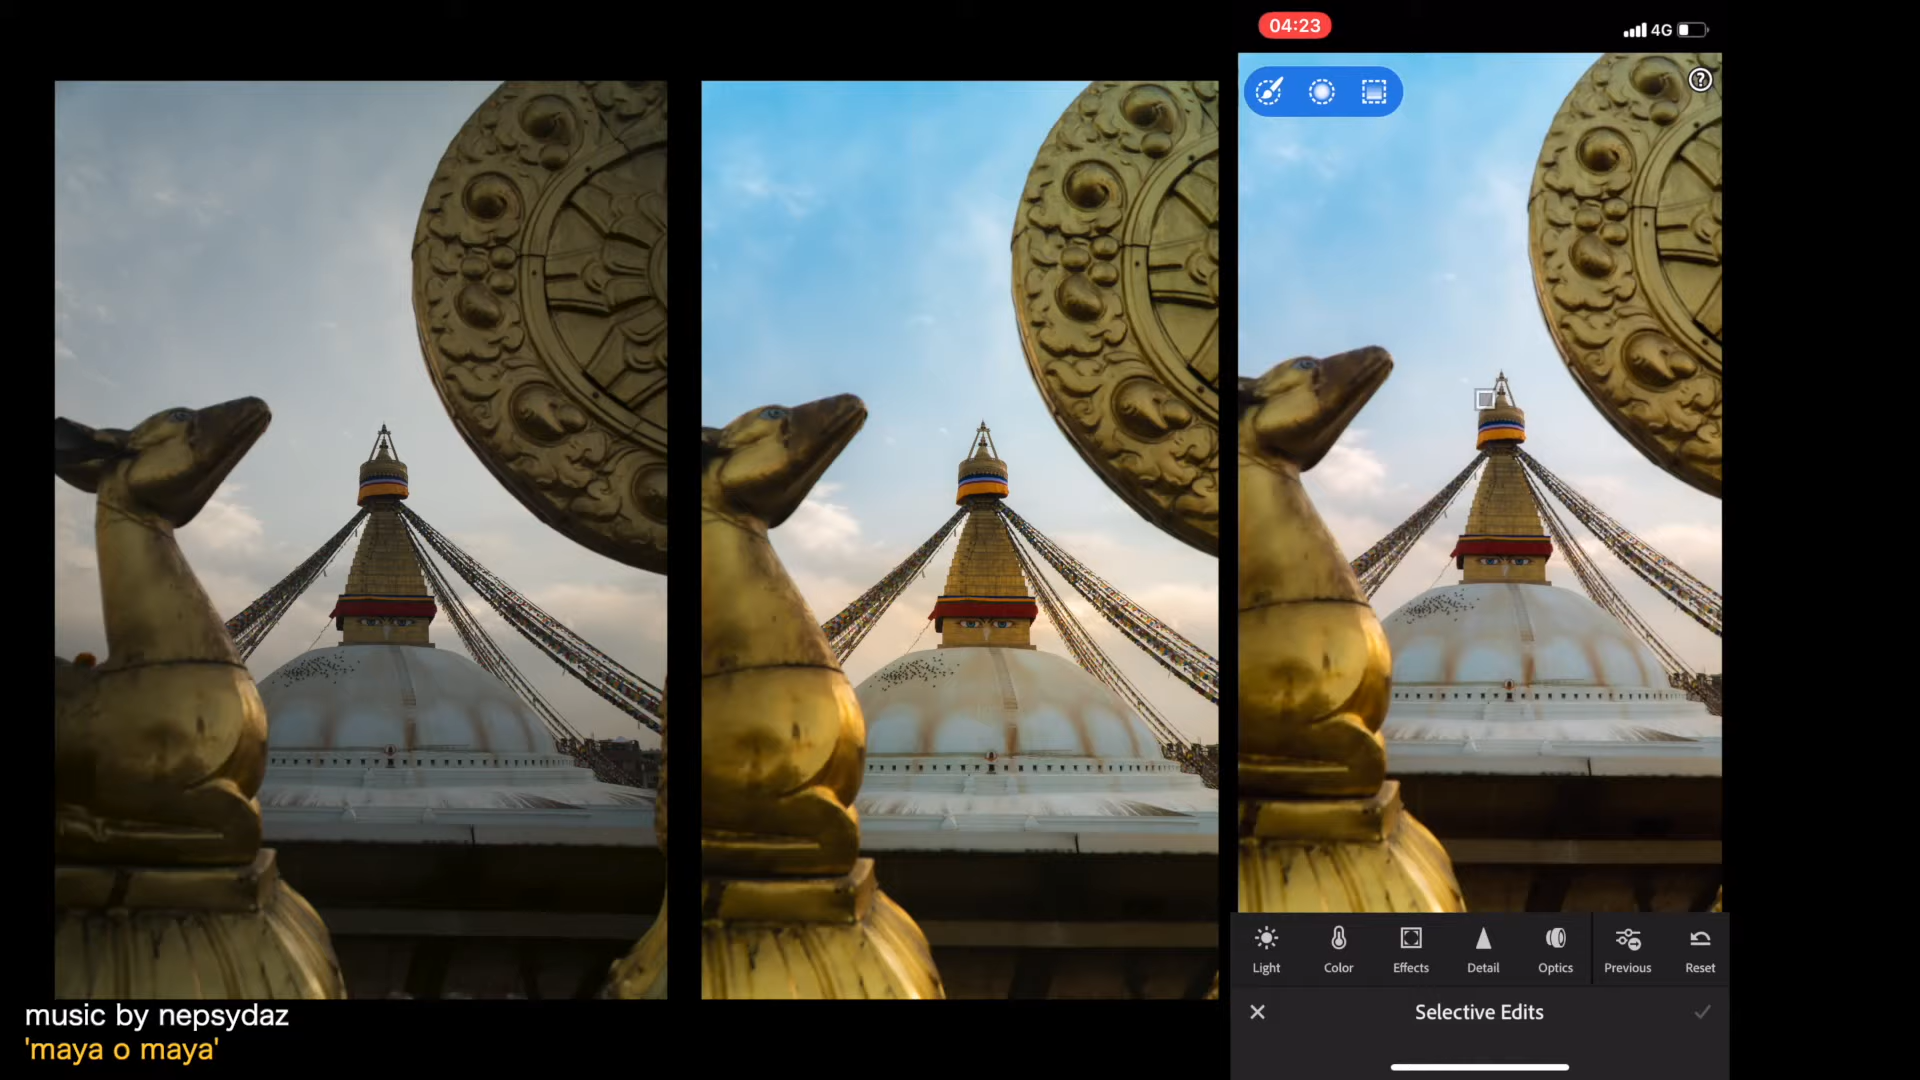 04:23
4G
Light
Color
Effects
Detail
Optics
Previous
Reset
Selective Edits
music by nepsydaz
'maya o maya'